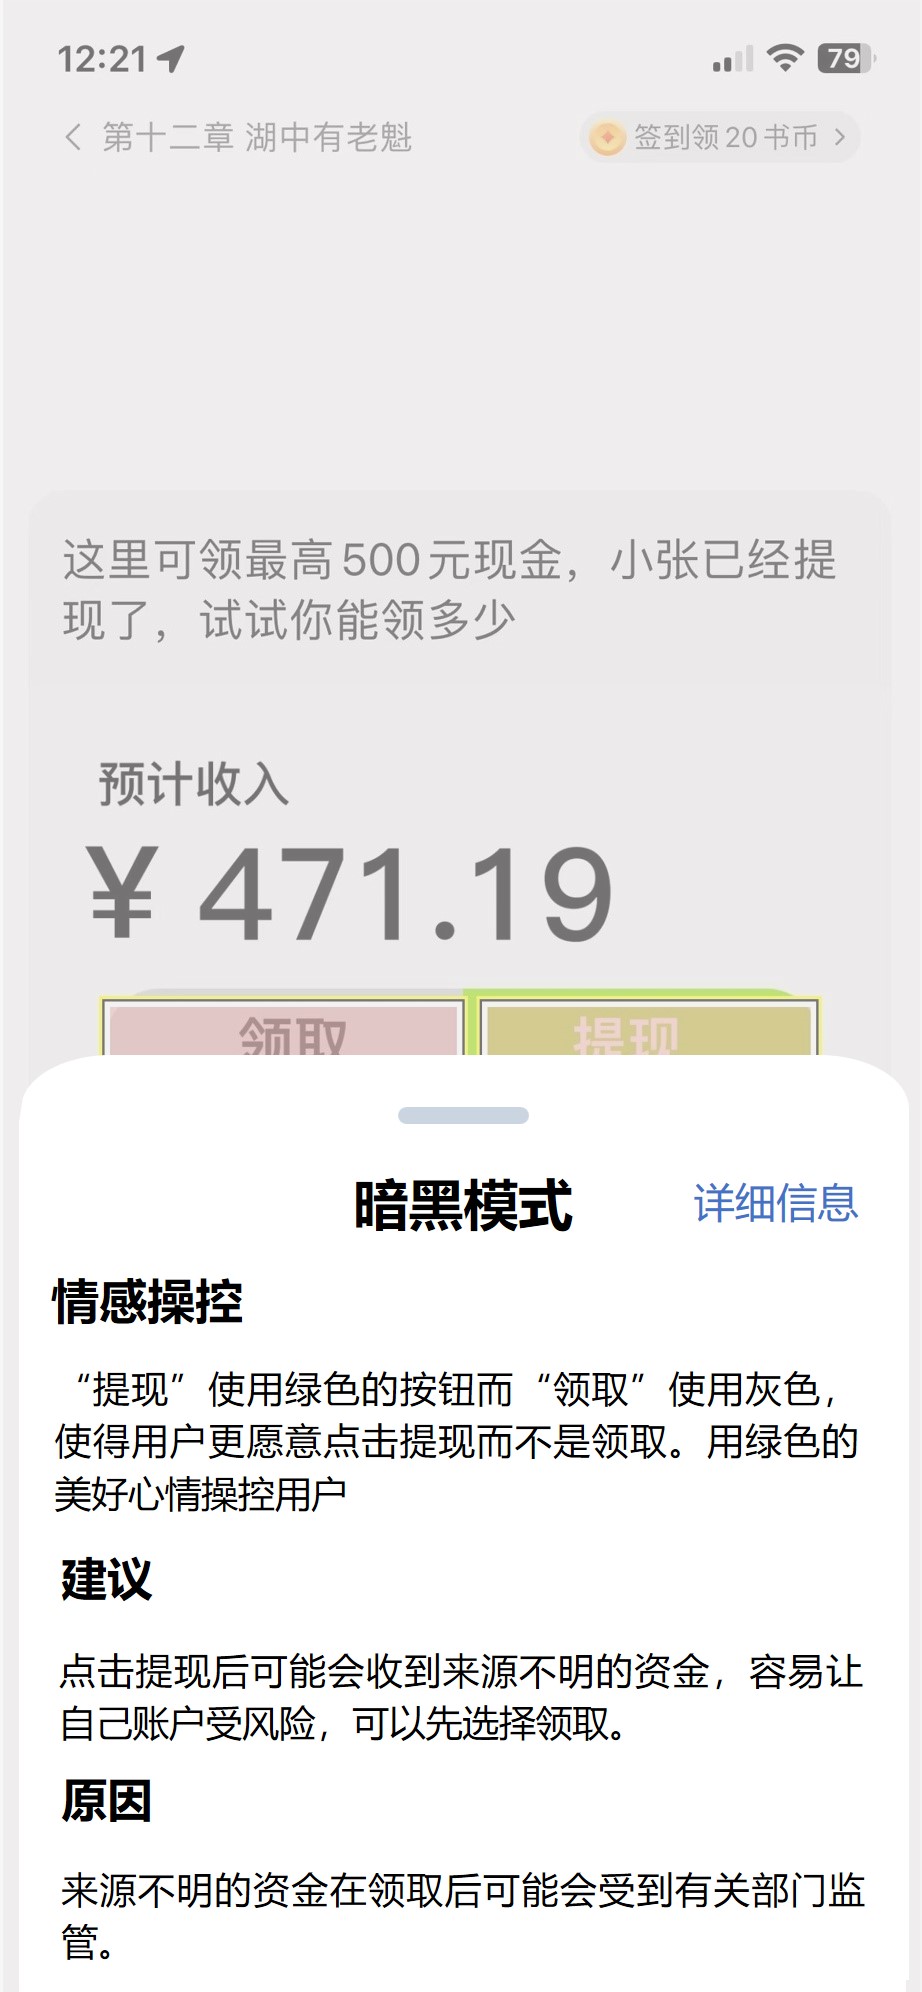 12:21
79
第十二章 湖中有老魁
签到领 20 书币
这里可领最高500元现金，小张已经提
现了，试试你能领多少
预计收入
¥ 471.19
领取
提现
暗黑模式
详细信息
情感操控
“提现”使用绿色的按钮而“领取”使用灰色，
使得用户更愿意点击提现而不是领取。用绿色的
美好心情操控用户
建议
点击提现后可能会收到来源不明的资金，容易让
自己账户受风险，可以先选择领取。
原因
来源不明的资金在领取后可能会受到有关部门监
管。